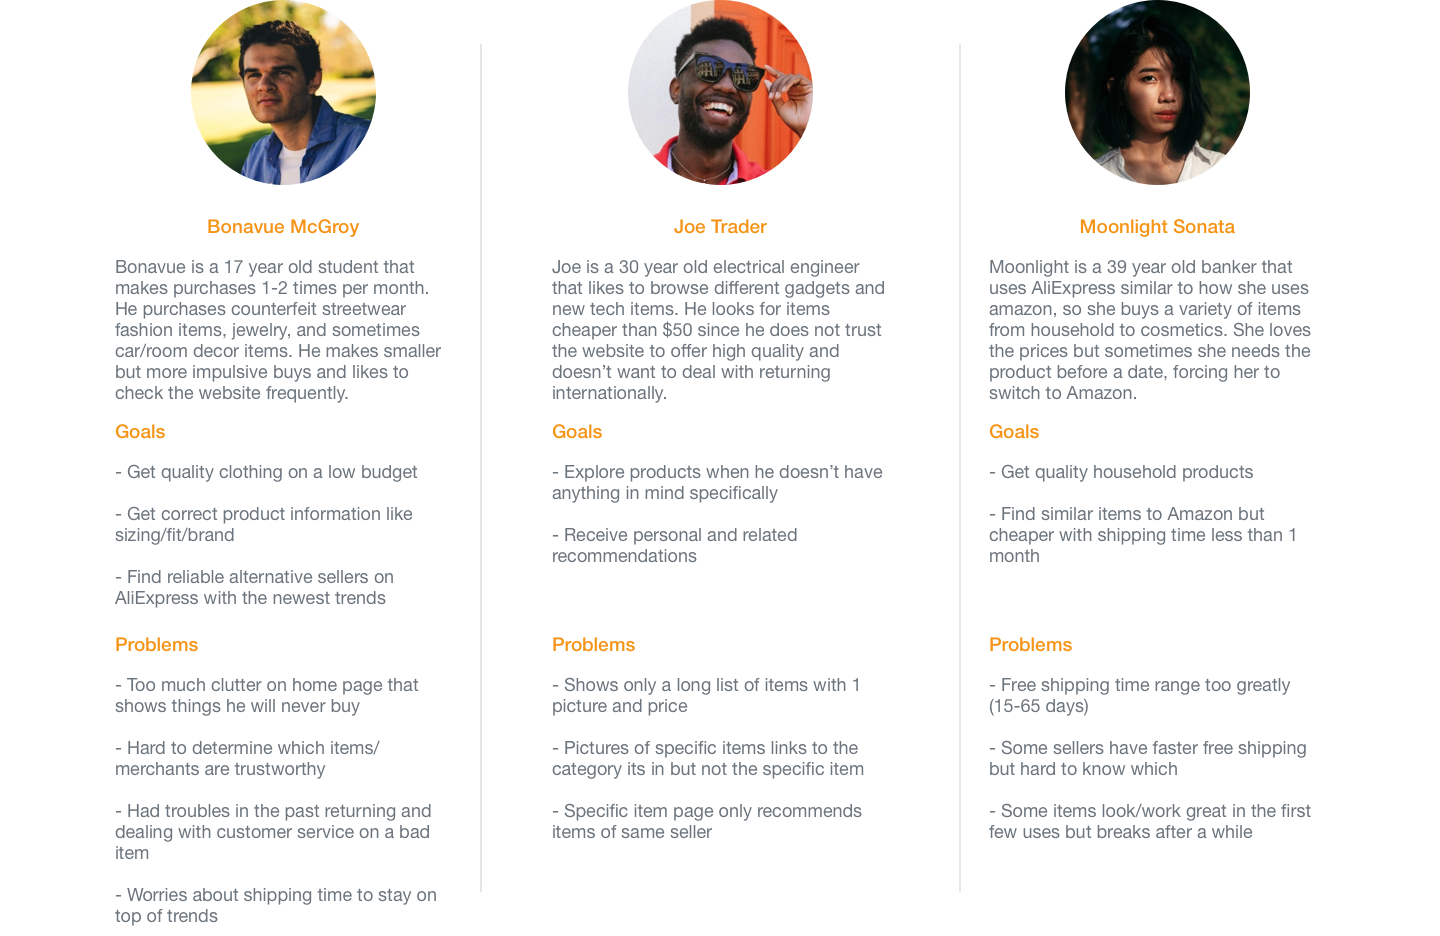 Bonavue McGroy
Bonavue is a 17 year old student that
makes purchases 1-2 times per month.
He purchases counterfeit streetwear
fashion items, jewelry, and sometimes
car/room decor items. He makes smaller
but more impulsive buys and likes to
check the website frequently.
Goals
- Get quality clothing on a low budget
- Get correct product information like
sizing/fit/brand
- Find reliable alternative sellers on
AliExpress with the newest trends
Problems
- Too much clutter on home page that
shows things he will never buy
- Hard to determine which items/
merchants are trustworthy
- Had troubles in the past returning and
dealing with customer service on a bad
item
- Worries about shipping time to stay on
top of trends
Joe Trader
Joe is a 30 year old electrical engineer
that likes to browse different gadgets and
new tech items. He looks for items
cheaper than $50 since he does not trust
the website to offer high quality and
doesn’t want to deal with returning
internationally.
Goals
- Explore products when he doesn’t have
anything in mind specifically
- Receive personal and related
recommendations
Problems
- Shows only a long list of items with 1
picture and price
- Pictures of specific items links to the
category its in but not the specific item
- Specific item page only recommends
items of same seller
Moonlight Sonata
Moonlight is a 39 year old banker that
uses AliExpress similar to how she uses
amazon, so she buys a variety of items
from household to cosmetics. She loves
the prices but sometimes she needs the
product before a date, forcing her to
switch to Amazon.
Goals
- Get quality household products
- Find similar items to Amazon but
cheaper with shipping time less than 1
month
Problems
- Free shipping time range too greatly
(15-65 days)
- Some sellers have faster free shipping
but hard to know which
- Some items look/work great in the first
few uses but breaks after a while